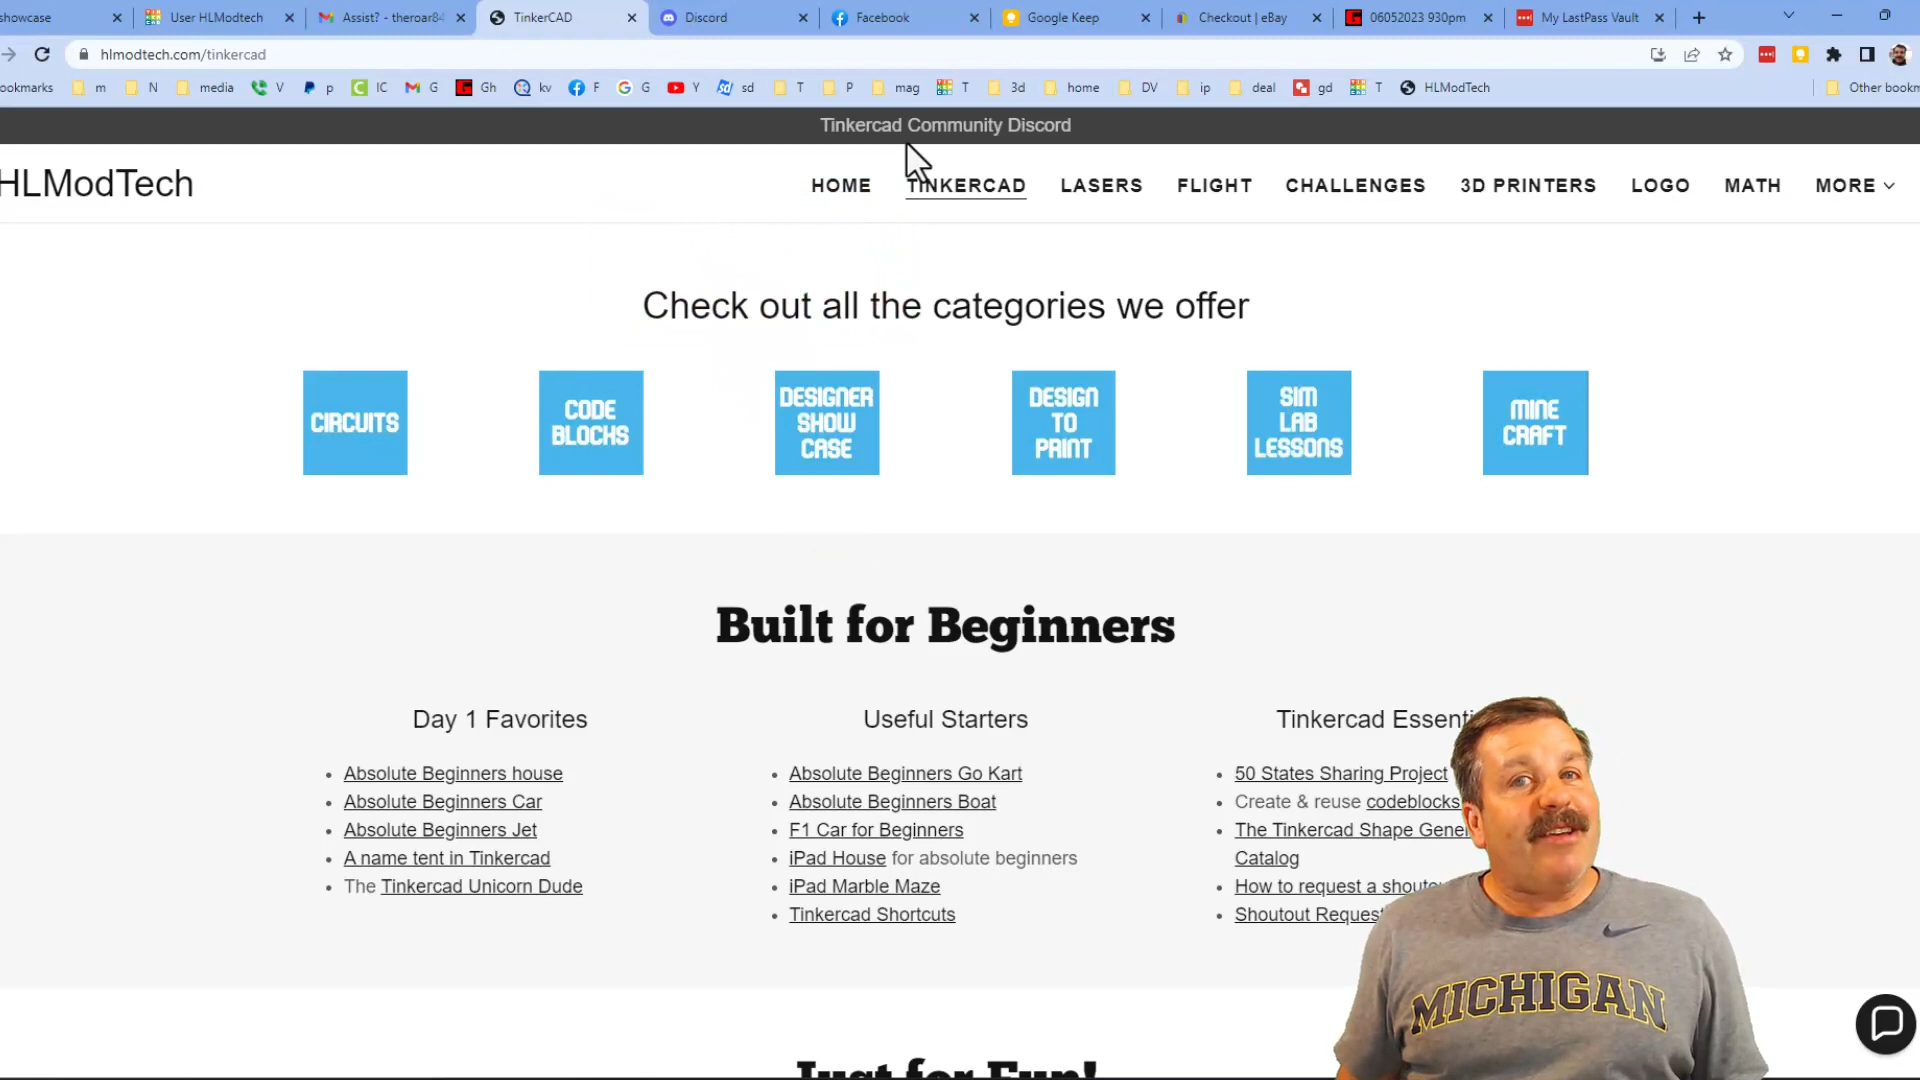 showcase
User HLModtech
Assist? - theroar84
TinkerCAD
Discord
Facebook
Google Keep
Checkout | eBay
06052023 930pm
My LastPass Vault
hlmodtech.com/tinkercad
ookmarks m N media V p IC G Gh kv F G Y sd T P mag T 3d home DV ip deal gd T HLModTech Other bookm
Tinkercad Community Discord
HLModTech
HOME TINKERCAD LASERS FLIGHT CHALLENGES 3D PRINTERS LOGO MATH MORE
Check out all the categories we offer
CIRCUITS
CODE
BLOCKS
DESIGNER
SHOW
CASE
DESIGN
TO
PRINT
SIM
LAB
LESSONS
MINE
CRAFT
Built for Beginners
Day 1 Favorites
Absolute Beginners house
Absolute Beginners Car
Absolute Beginners Jet
A name tent in Tinkercad
The Tinkercad Unicorn Dude
Useful Starters
Absolute Beginners Go Kart
Absolute Beginners Boat
F1 Car for Beginners
iPad House for absolute beginners
iPad Marble Maze
Tinkercad Shortcuts
Tinkercad Essenti
50 States Sharing Project
Create & reuse codeblocks
The Tinkercad Shape Gener
Catalog
How to request a shoutou
Shoutout Request
MICHIGAN
Just for Fun!